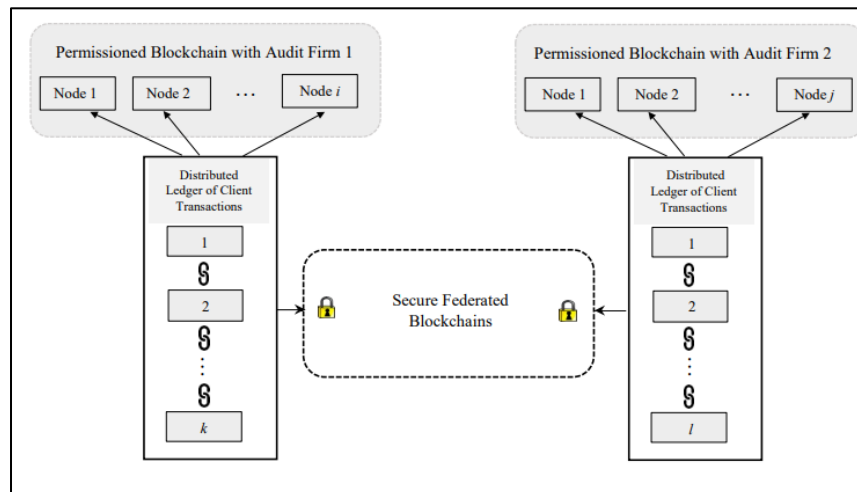 Permissioned Blockchain with Audit Firm 1
Node 1
Node 2
...
Node i
Distributed
Ledger of Client
Transactions
1
2
⋮
k
Secure Federated
Blockchains
Permissioned Blockchain with Audit Firm 2
Node 1
Node 2
...
Node j
Distributed
Ledger of Client
Transactions
1
2
⋮
l